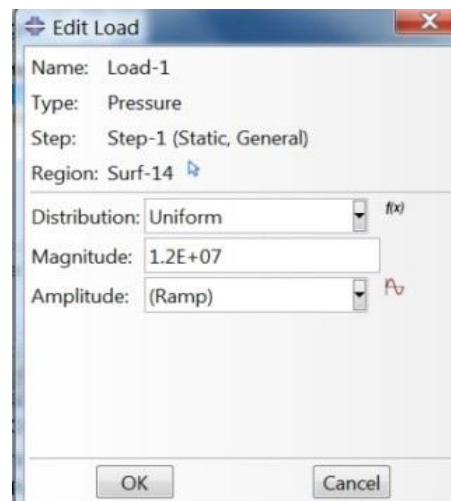 Edit Load
Name: Load-1
Type: Pressure
Step: Step-1 (Static, General)
Region: Surf-14
Distribution: Uniform f(x)
Magnitude: 1.2E+07
Amplitude: (Ramp)
OK Cancel